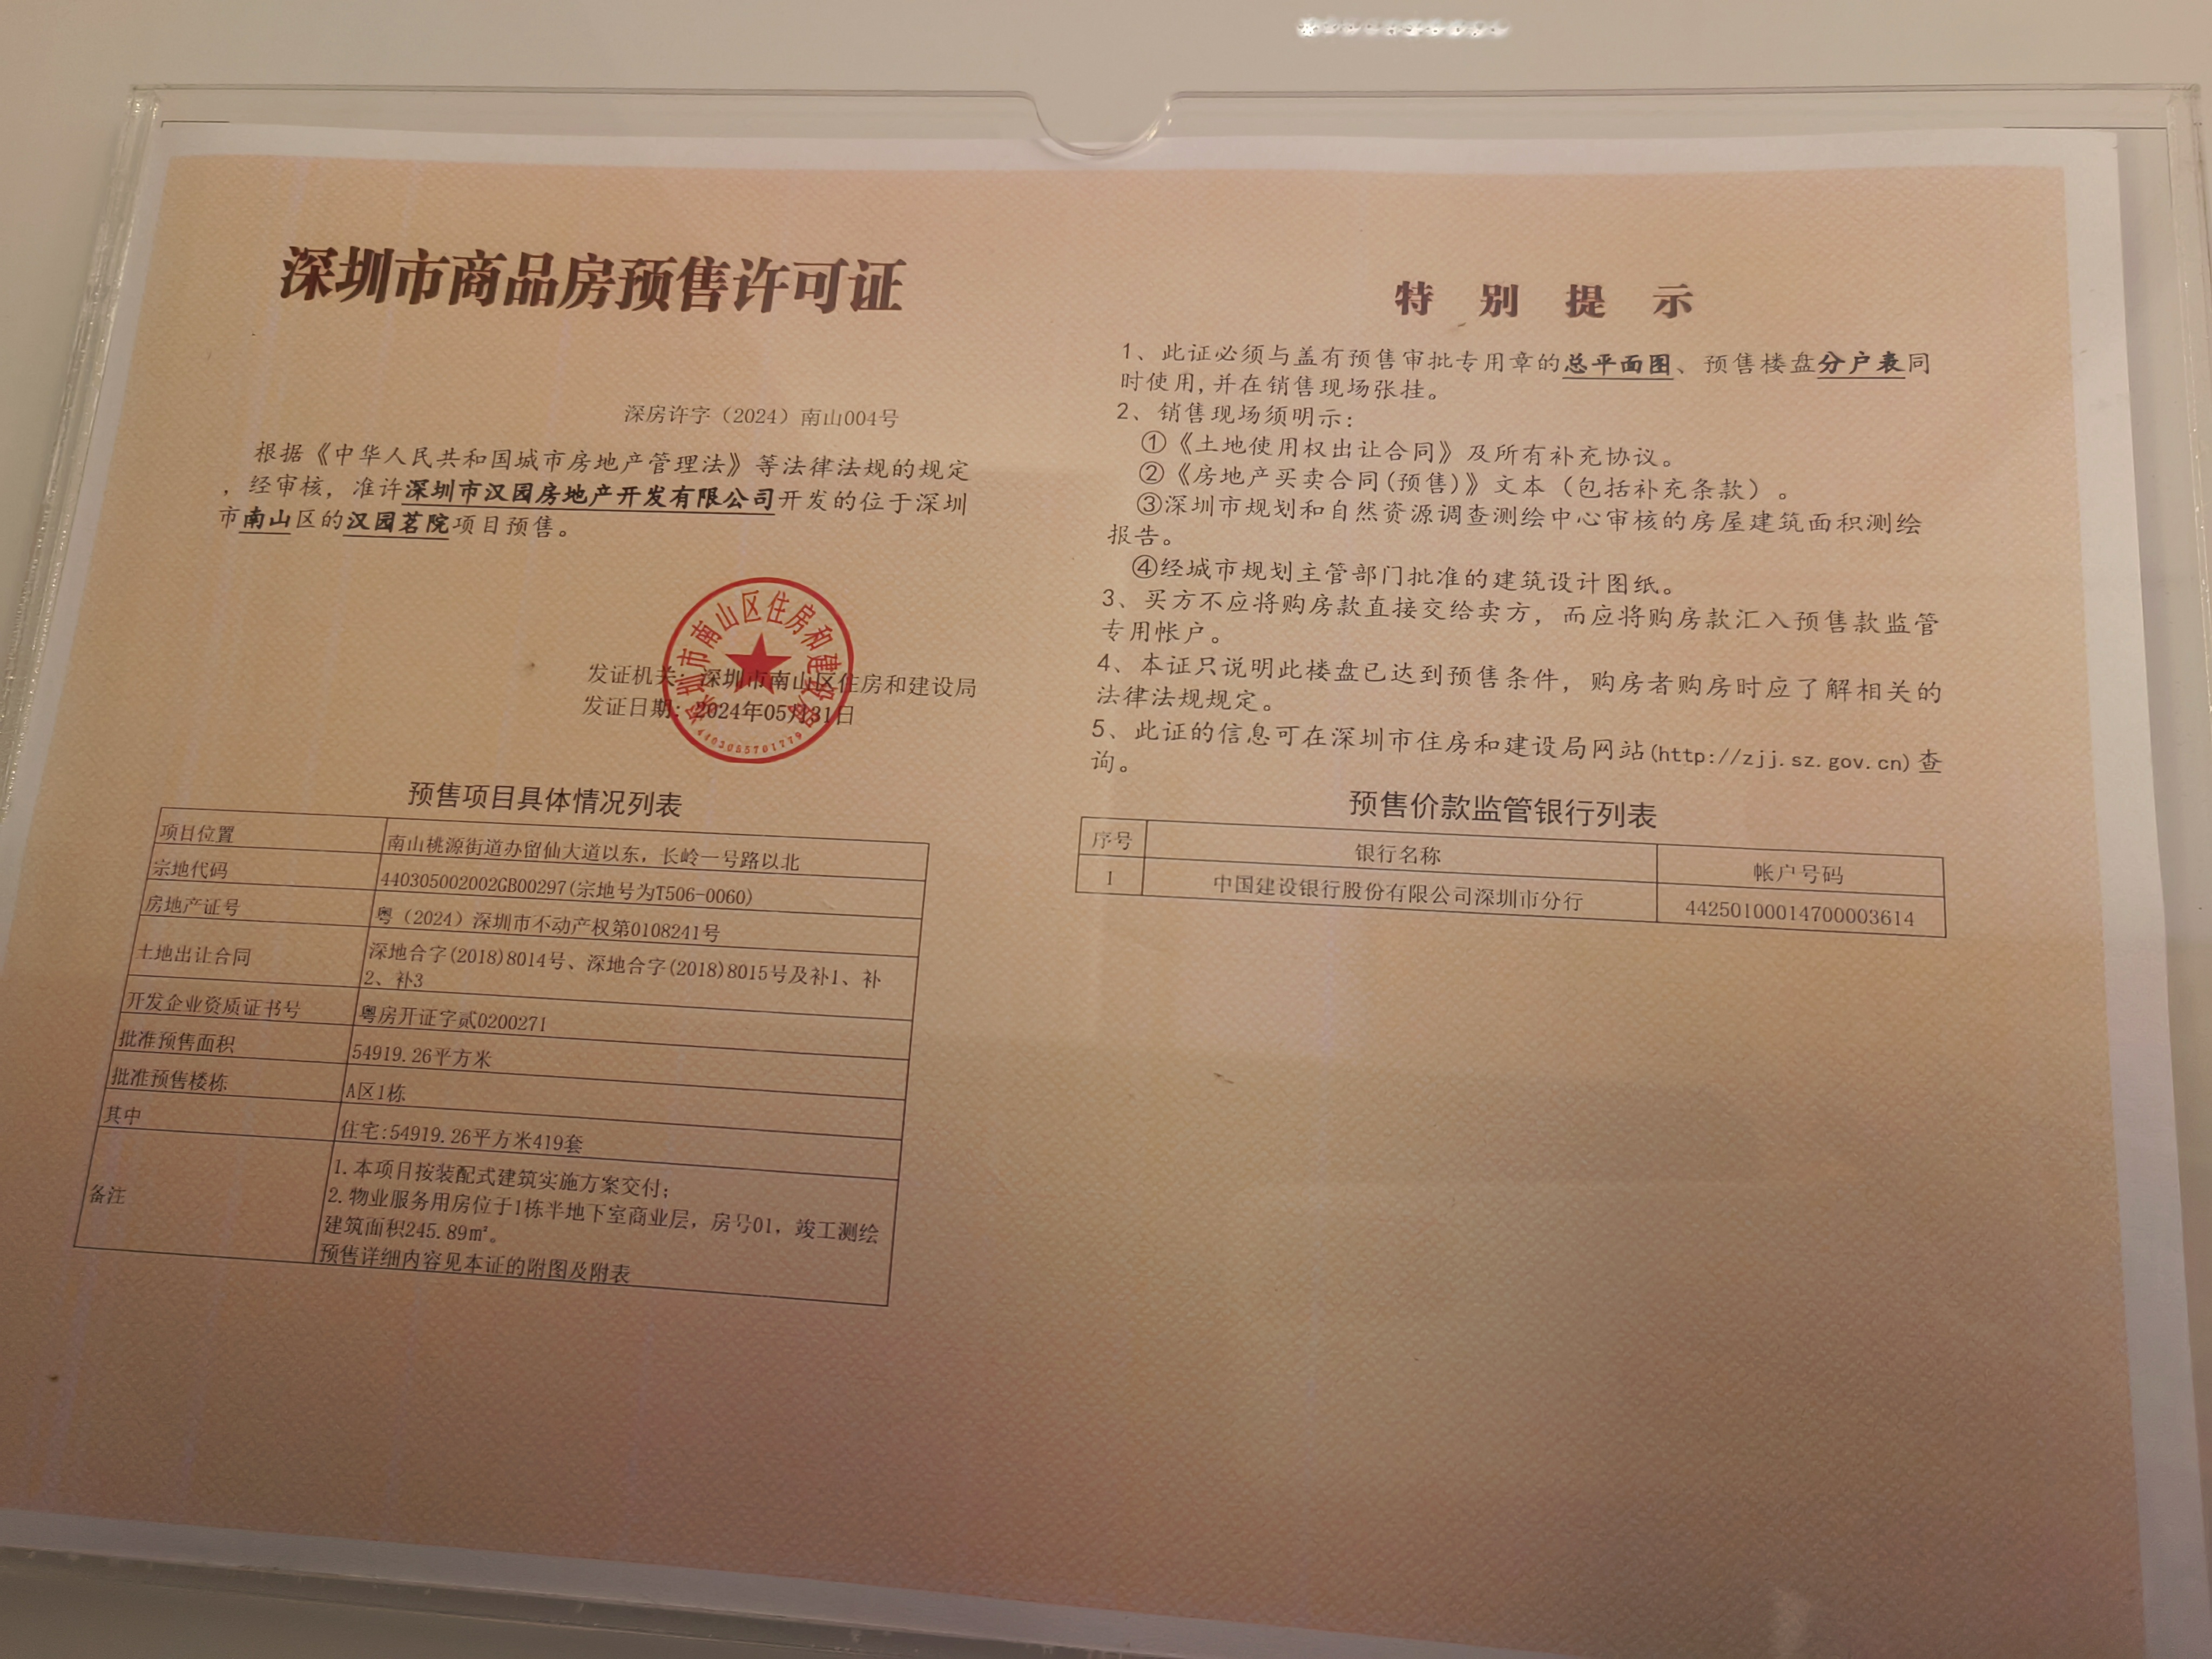 深圳市商品房预售许可证
深房许字（2024）南山004号
根据《中华人民共和国城市房地产管理法》等法律法规的规定
，经审核，准许深圳市汉园房地产开发有限公司开发的位于深圳
市南山区的汉园茗院项目预售。
深圳市南山区住房和建设局
4403055701779
发证机关：深圳市南山区住房和建设局
发证日期：2024年05月31日
预售项目具体情况列表
项目位置 南山桃源街道办留仙大道以东，长岭一号路以北
宗地代码 440305002002GB00297(宗地号为T506-0060)
房地产证号 粤（2024）深圳市不动产权第0108241号
土地出让合同 深地合字(2018)8014号、深地合字(2018)8015号及补1、补
2、补3
开发企业资质证书号 粤房开证字贰0200271
批准预售面积 54919.26平方米
批准预售楼栋 A区1栋
其中 住宅:54919.26平方米419套
备注 1.本项目按装配式建筑实施方案交付；
2.物业服务用房位于1栋半地下室商业层，房号01，竣工测绘
建筑面积245.89㎡。
预售详细内容见本证的附图及附表
特别提示
1、此证必须与盖有预售审批专用章的总平面图、预售楼盘分户表同
时使用,并在销售现场张挂。
2、销售现场须明示：
①《土地使用权出让合同》及所有补充协议。
②《房地产买卖合同(预售)》文本（包括补充条款）。
③深圳市规划和自然资源调查测绘中心审核的房屋建筑面积测绘
报告。
④经城市规划主管部门批准的建筑设计图纸。
3、买方不应将购房款直接交给卖方，而应将购房款汇入预售款监管
专用帐户。
4、本证只说明此楼盘已达到预售条件，购房者购房时应了解相关的
法律法规规定。
5、此证的信息可在深圳市住房和建设局网站(http://zjj.sz.gov.cn)查
询。
预售价款监管银行列表
序号 银行名称 帐户号码
1 中国建设银行股份有限公司深圳市分行 44250100014700003614